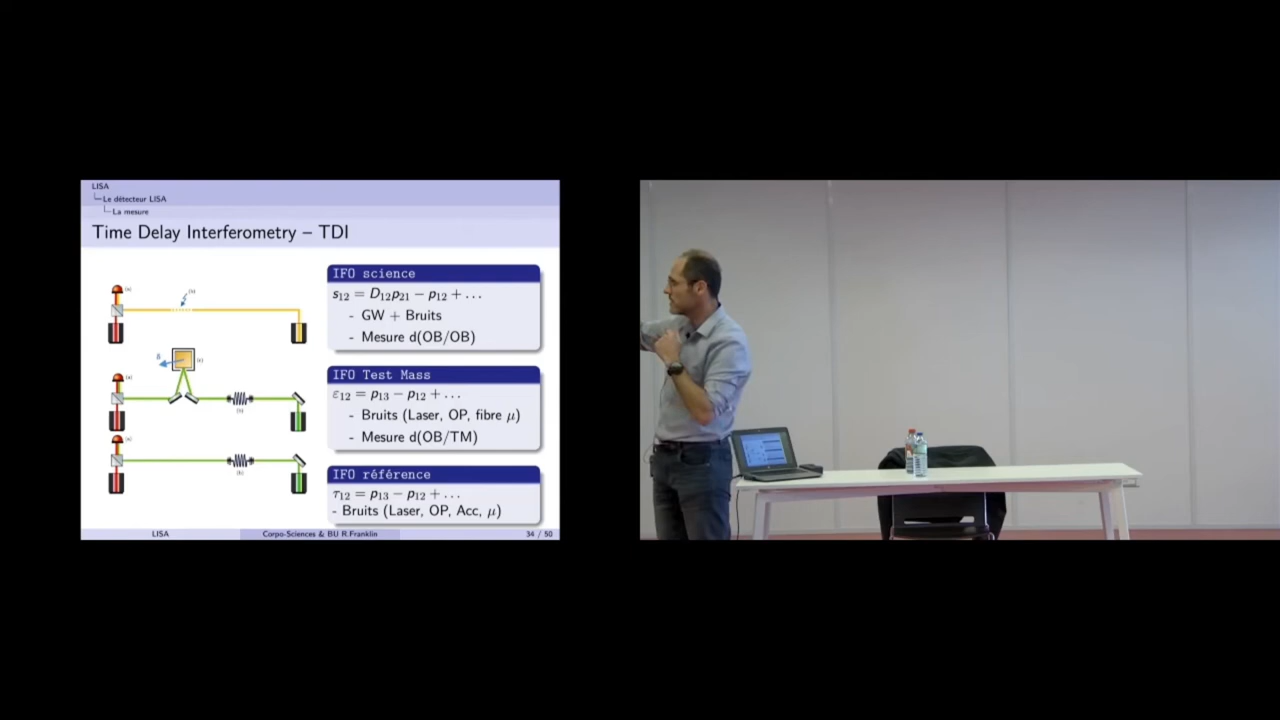 LISA
Le détecteur LISA
La mesure
Time Delay Interferometry – TDI
IFO science
s₁₂ = D₁₂p₂₁ − p₁₂ + …
- GW + Bruits
- Mesure d(OB/OB)
IFO Test Mass
ε₁₂ = p₁₃ − p₁₂ + …
- Bruits (Laser, OP, fibre μ)
- Mesure d(OB/TM)
IFO référence
τ₁₂ = p₁₃ − p₁₂ + …
- Bruits (Laser, OP, Acc, μ)
LISA
Corpo-Sciences & BU R.Franklin
34 / 50